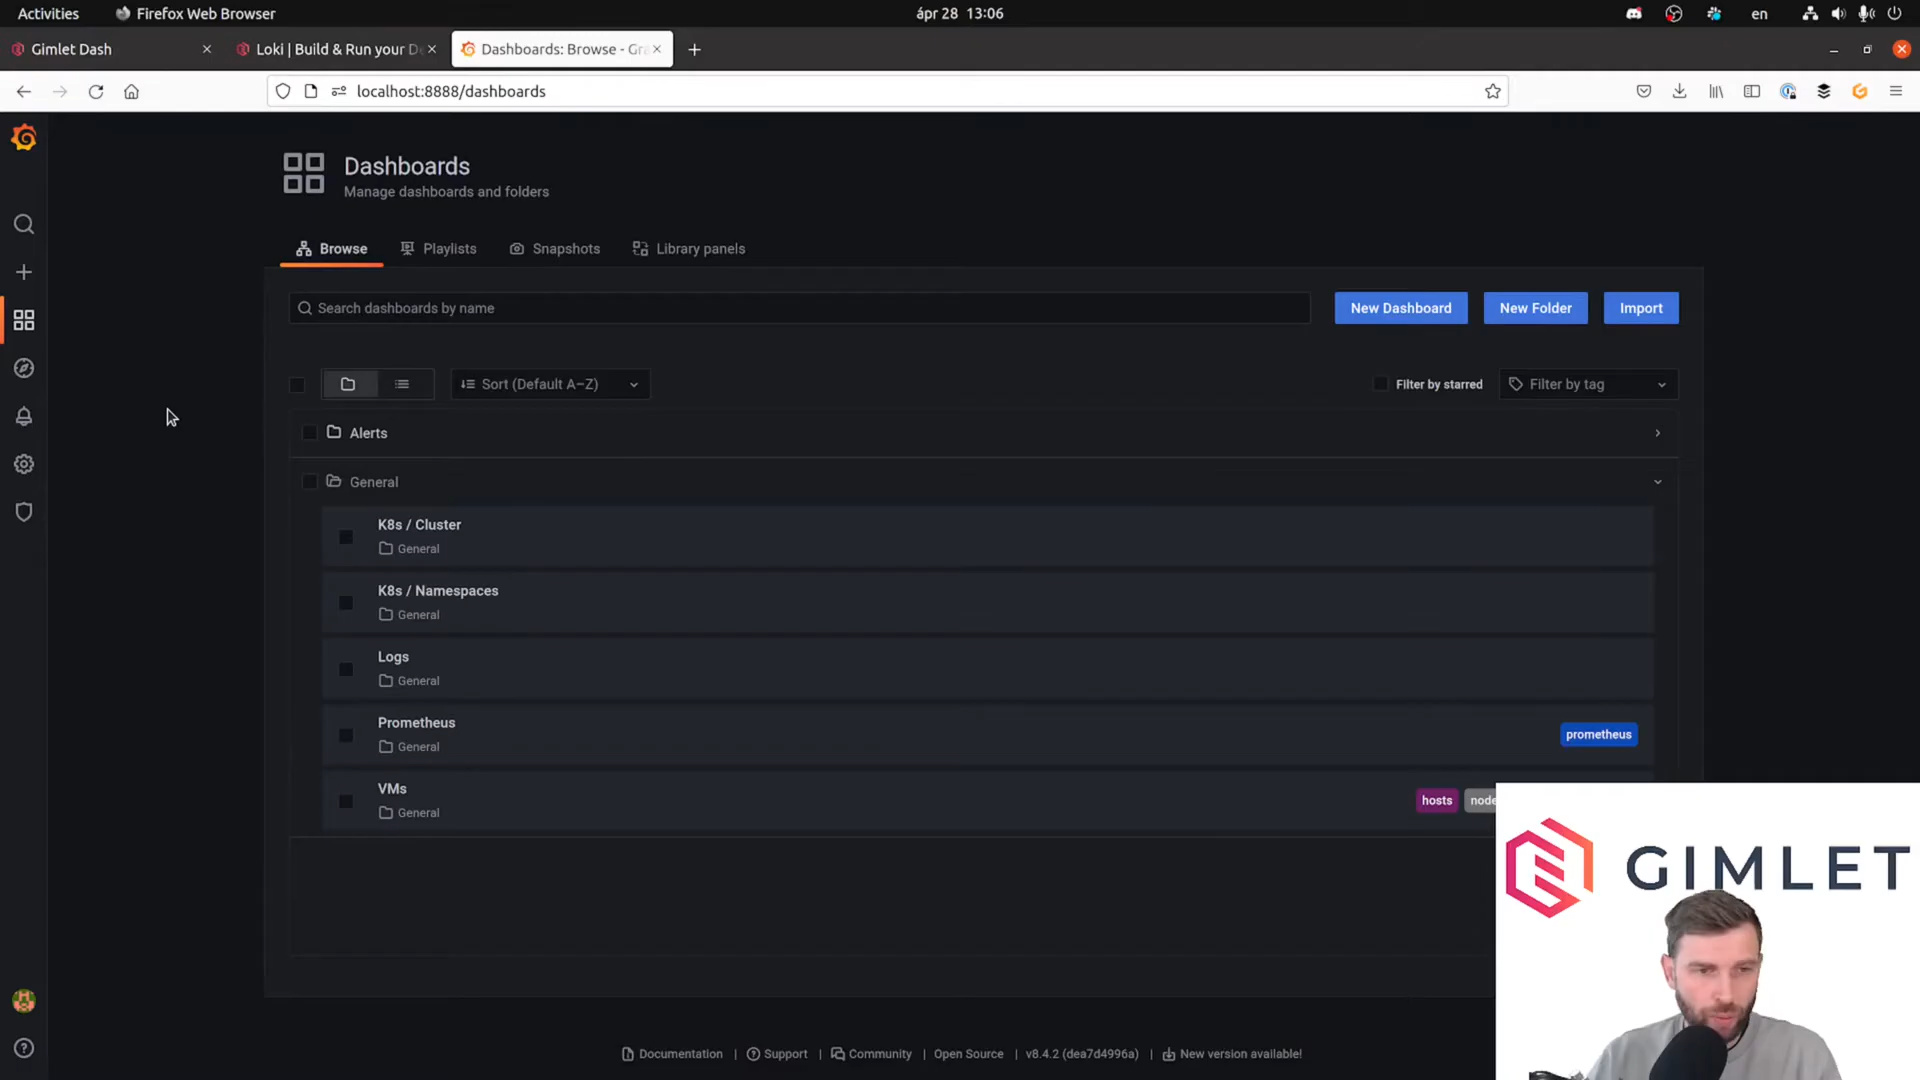 Activities
Firefox Web Browser
ápr 28 13:06
en
Gimlet Dash
Loki | Build & Run your D
Dashboards: Browse - Gr
localhost:8888/dashboards
Dashboards
Manage dashboards and folders
Browse
Playlists
Snapshots
Library panels
Search dashboards by name
New Dashboard
New Folder
Import
Sort (Default A–Z)
Filter by starred
Filter by tag
Alerts
General
K8s / Cluster
General
K8s / Namespaces
General
Logs
General
Prometheus
General
prometheus
VMs
General
hosts
node
GIMLET
Documentation | Support | Community | Open Source | v8.4.2 (dea7d4996a) | New version available!